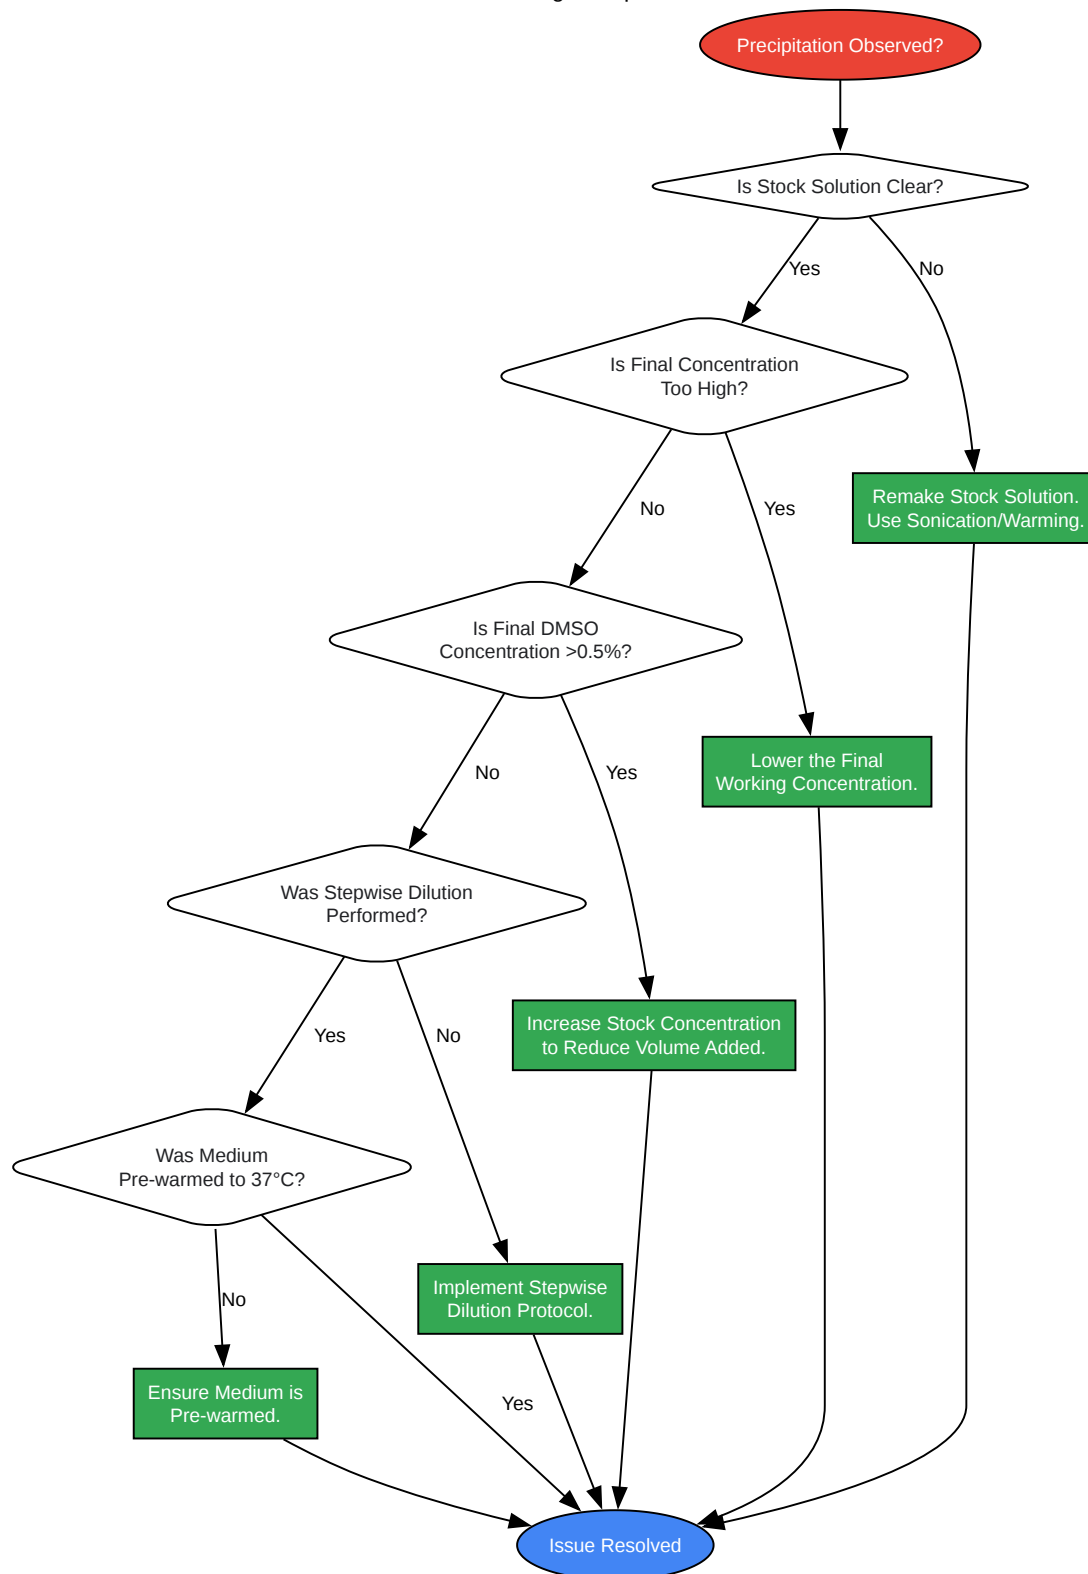 Precipitation Observed?
Is Stock Solution Clear?
Yes
No
Is Final Concentration
Too High?
Remake Stock Solution.
Use Sonication/Warming.
No
Yes
Is Final DMSO
Concentration >0.5%?
Lower the Final
Working Concentration.
No
Yes
Was Stepwise Dilution
Performed?
Increase Stock Concentration
to Reduce Volume Added.
Yes
No
Was Medium
Pre-warmed to 37°C?
Implement Stepwise
Dilution Protocol.
No
Ensure Medium is
Pre-warmed.
Yes
Issue Resolved